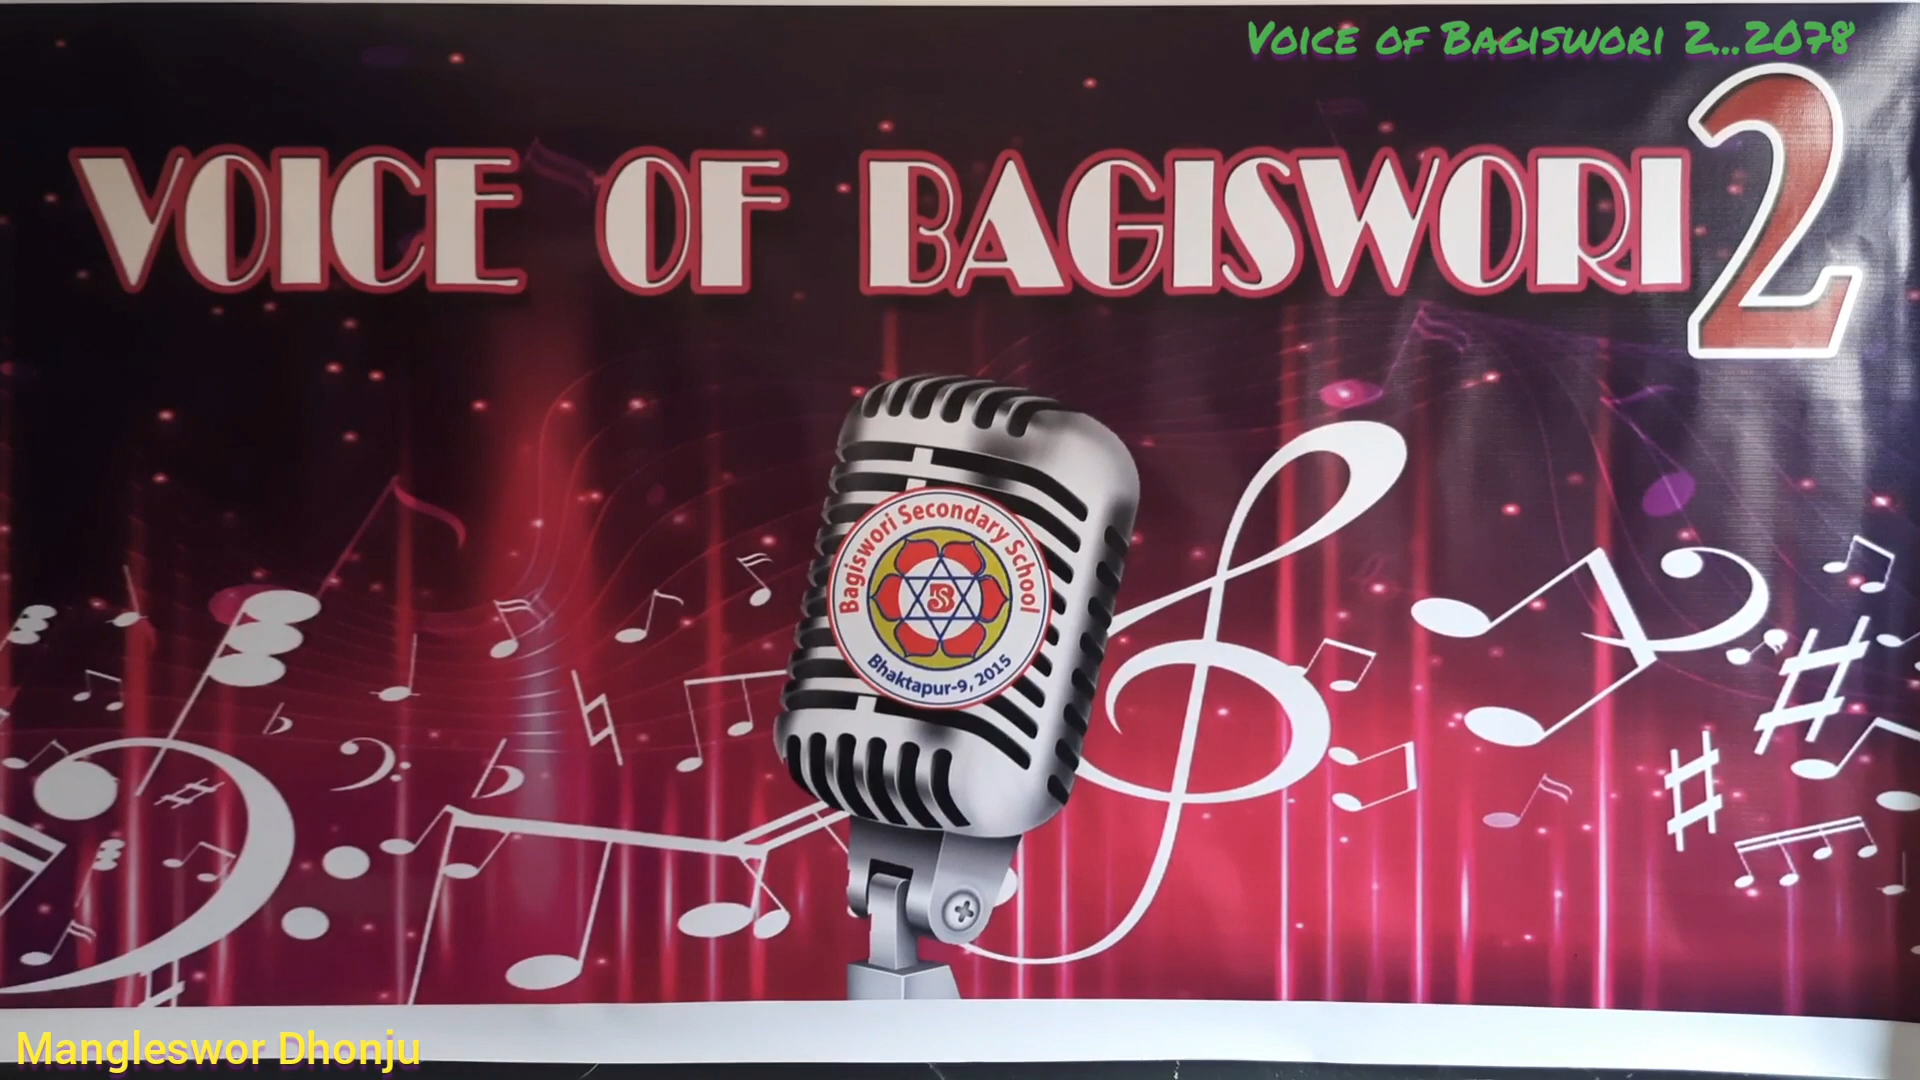 Voice of Bagiswori 2...2078
VOICE OF BAGISWORI 2
Bagiswori Secondary School
B
Bhaktapur-9, 2015
Mangleswor Dhonju